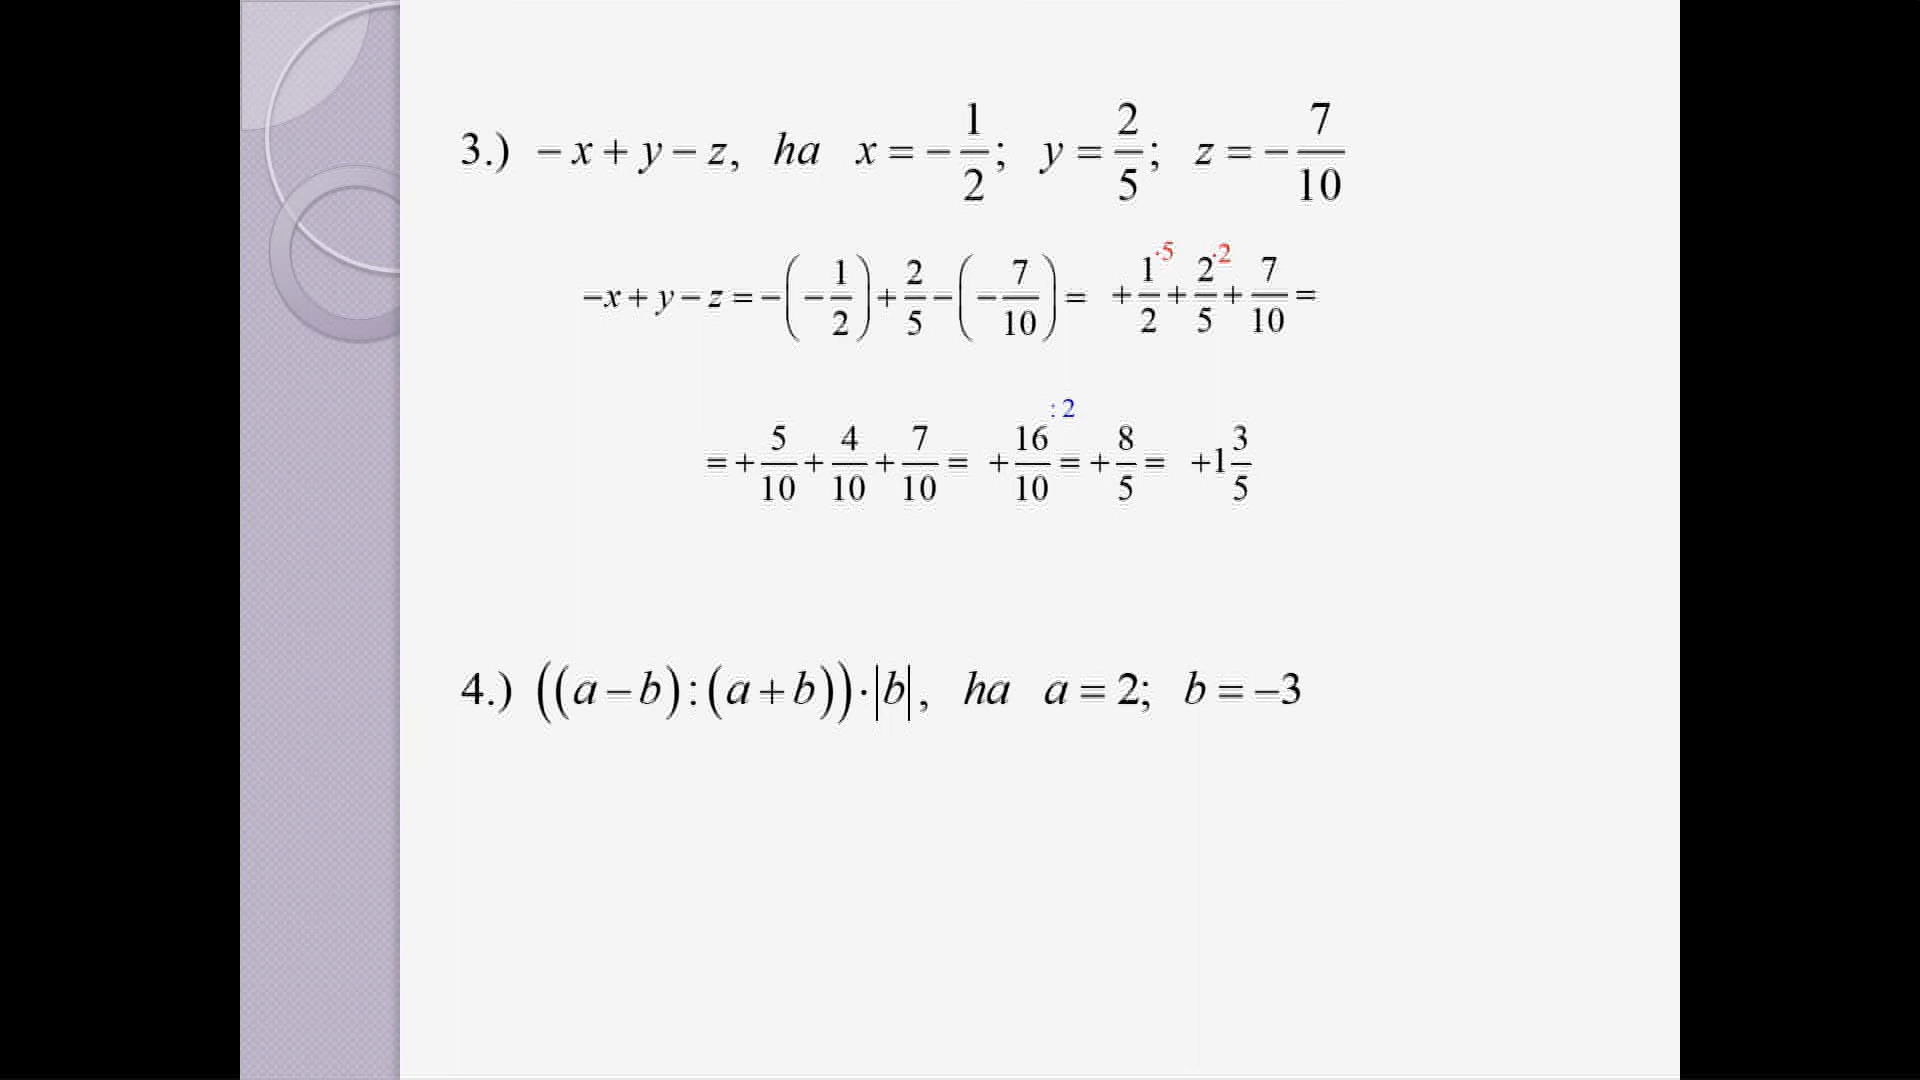 3.) −x + y − z, ha x = −1/2; y = 2/5; z = −7/10
−x + y − z = −(−1/2) + 2/5 − (−7/10) = +1/2 ·5 + 2/5 ·2 + 7/10 =
= +5/10 + 4/10 + 7/10 = +16/10 :2 = +8/5 = +1 3/5
4.) ((a − b) : (a + b)) · |b|, ha a = 2; b = −3